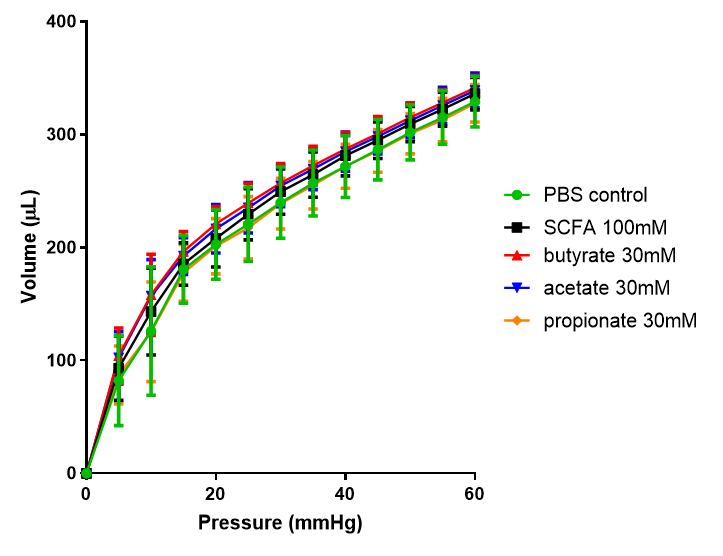 400
300
200
100
0
0
20
40
60
Volume (μL)
Pressure (mmHg)
PBS control
SCFA 100mM
butyrate 30mM
acetate 30mM
propionate 30mM